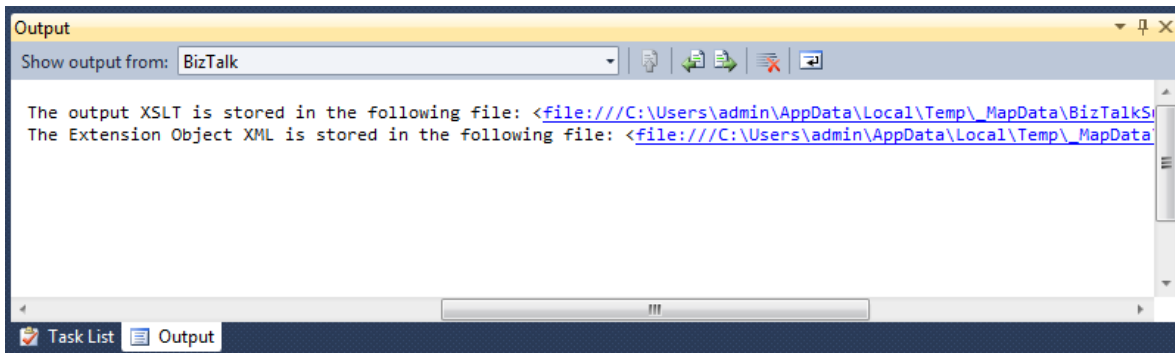 Output
Show output from: BizTalk
The output XSLT is stored in the following file: <file:///C:\Users\admin\AppData\Local\Temp\_MapData\BizTalkS
The Extension Object XML is stored in the following file: <file:///C:\Users\admin\AppData\Local\Temp\_MapData
Task List Output